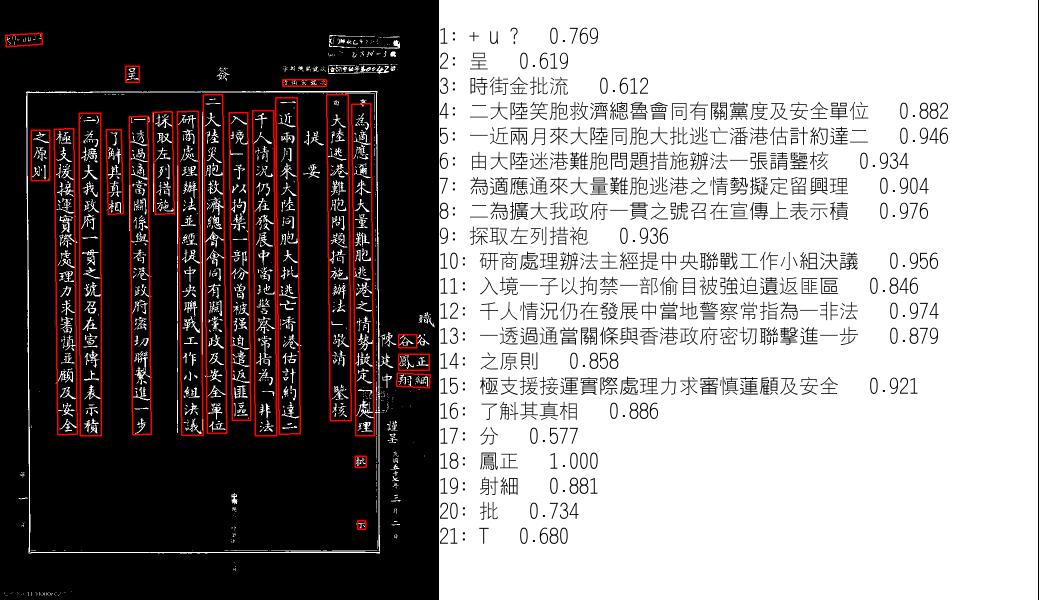 簽呈
職
谷正綱
谷鳳翔
陳建中
謹呈
三月二日
為適應邇來大量難胞逃港之情勢擬定「處理
大陸逃港難胞問題措施辦法」,敬請 鑒核
提要
一近兩月來大陸同胞大批逃亡香港估計約達二
千人情況仍在發展中當地警察常指為「非法
入境」予以拘禁一部份曾被强迫遣返匪區
二大陸災胞救濟總會會同有關黨政及安全單位
研商處理辦法並經提中央聯戰工作小組決議
採取左列措施
(一)透過適當關係與香港政府密切聯繫進一步
了解其真相
(二)為擴大我政府一貫之號召在宣傳上表示積
極支援接運實際處理力求審慎並顧及安全
之原則
1: + u ? 0.769
2: 呈 0.619
3: 時街金批流 0.612
4: 二大陸笑胞救濟總魯會同有關黨度及安全單位 0.882
5: 一近兩月來大陸同胞大批逃亡潘港估計約達二 0.946
6: 由大陸迷港難胞問題措施辦法一張請鑒核 0.934
7: 為適應通來大量難胞逃港之情勢擬定留興理 0.904
8: 二為擴大我政府一貫之號召在宣傳上表示積 0.976
9: 採取左列措袍 0.936
10: 研商處理辦法主經提中央聯戰工作小組決議 0.956
11: 入境一子以拘禁一部偷目被強迫遺返匪區 0.846
12: 千人情況仍在發展中當地警察常指為一非法 0.974
13: 一透過通當關條與香港政府密切聯擊進一步 0.879
14: 之原則 0.858
15: 極支援接運實際處理力求審慎蓮顧及安全 0.921
16: 了斛其真相 0.886
17: 分 0.577
18: 鳳正 1.000
19: 射細 0.881
20: 批 0.734
21: T 0.680